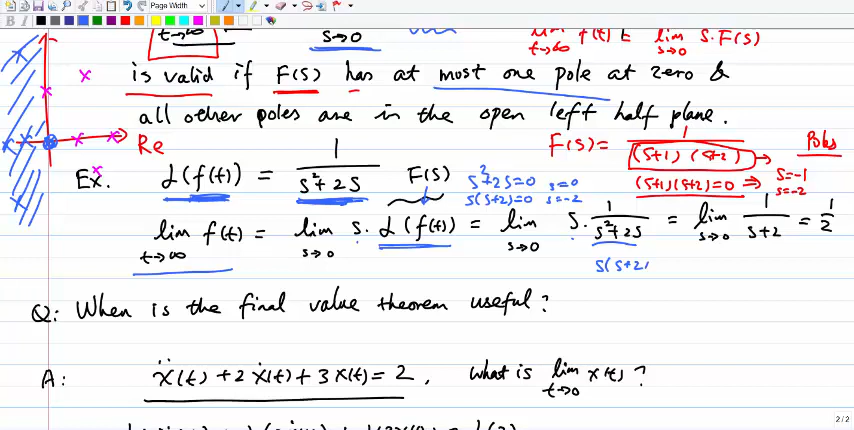 Page Width
B I U
t→∞ s→0 lim t→∞ f(t) = lim s→0 S·F(S)
is valid if F(S) has at most one pole at zero &
all other poles are in the open left half plane.
Re F(S) = 1 / (S+1)(S+2) Poles
(S+1)(S+2)=0 ⇒ S=-1 S=-2
Ex. L(f(t)) = 1 / S²+2S F(S) S²+2S=0 S=0
S(S+2)=0 S=-2
lim t→∞ f(t) = lim s→0 S·L(f(t)) = lim s→0 S· 1 / S²+2S = lim s→0 1 / S+2 = 1/2
S(S+2)
Q: When is the final value theorem useful?
A: ẍ(t) + 2ẋ(t) + 3x(t) = 2, what is lim t→0 x(t)?
2/2